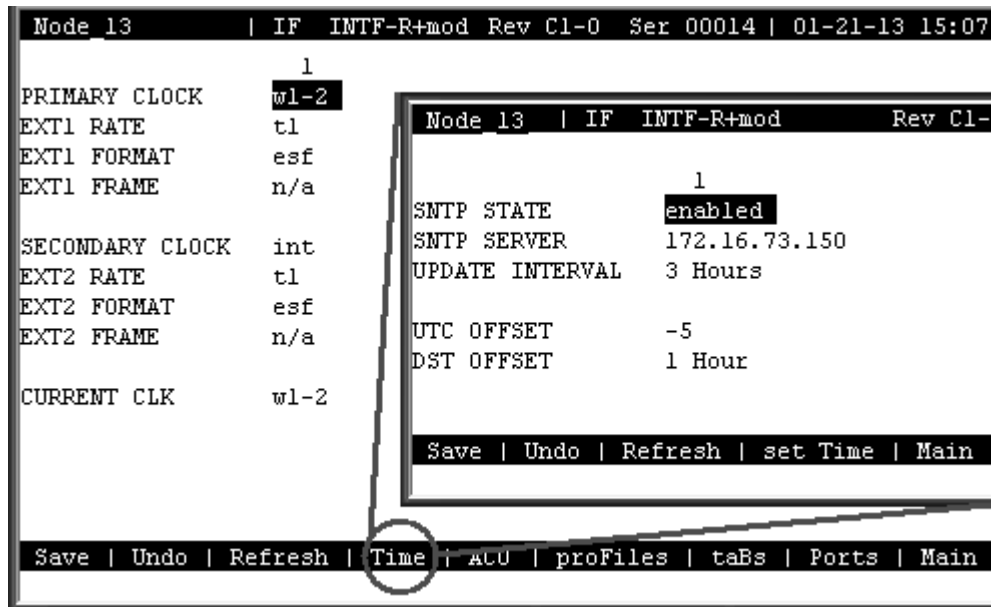 Node_13 | IF INTF-R+mod Rev C1-0 Ser 00014 | 01-21-13 15:07
1
PRIMARY CLOCK w1-2
EXT1 RATE t1
EXT1 FORMAT esf
EXT1 FRAME n/a
SECONDARY CLOCK int
EXT2 RATE t1
EXT2 FORMAT esf
EXT2 FRAME n/a
CURRENT CLK w1-2
Save | Undo | Refresh | Time | ACO | proFiles | taBs | Ports | Main
Node_13 | IF INTF-R+mod Rev C1-
1
SNTP STATE enabled
SNTP SERVER 172.16.73.150
UPDATE INTERVAL 3 Hours
UTC OFFSET -5
DST OFFSET 1 Hour
Save | Undo | Refresh | set Time | Main